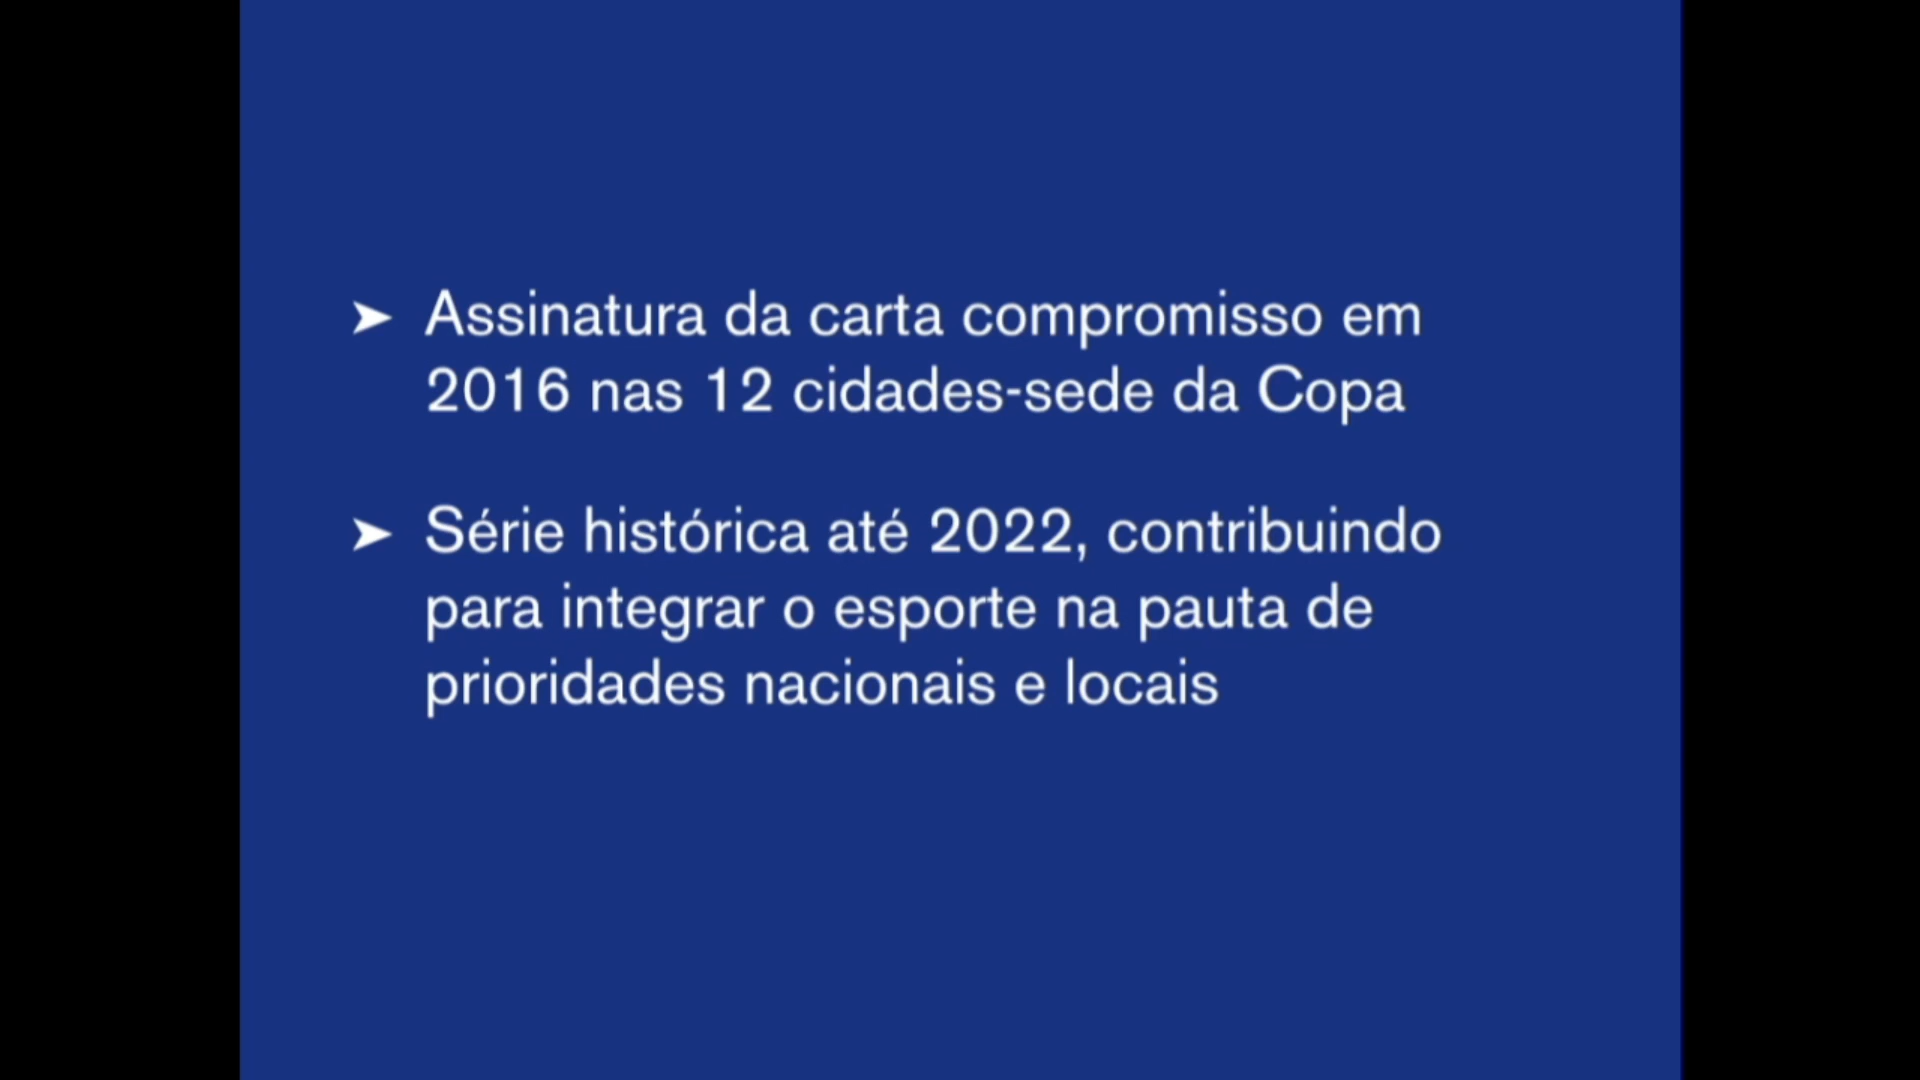 ➤ Assinatura da carta compromisso em
2016 nas 12 cidades-sede da Copa
➤ Série histórica até 2022, contribuindo
para integrar o esporte na pauta de
prioridades nacionais e locais